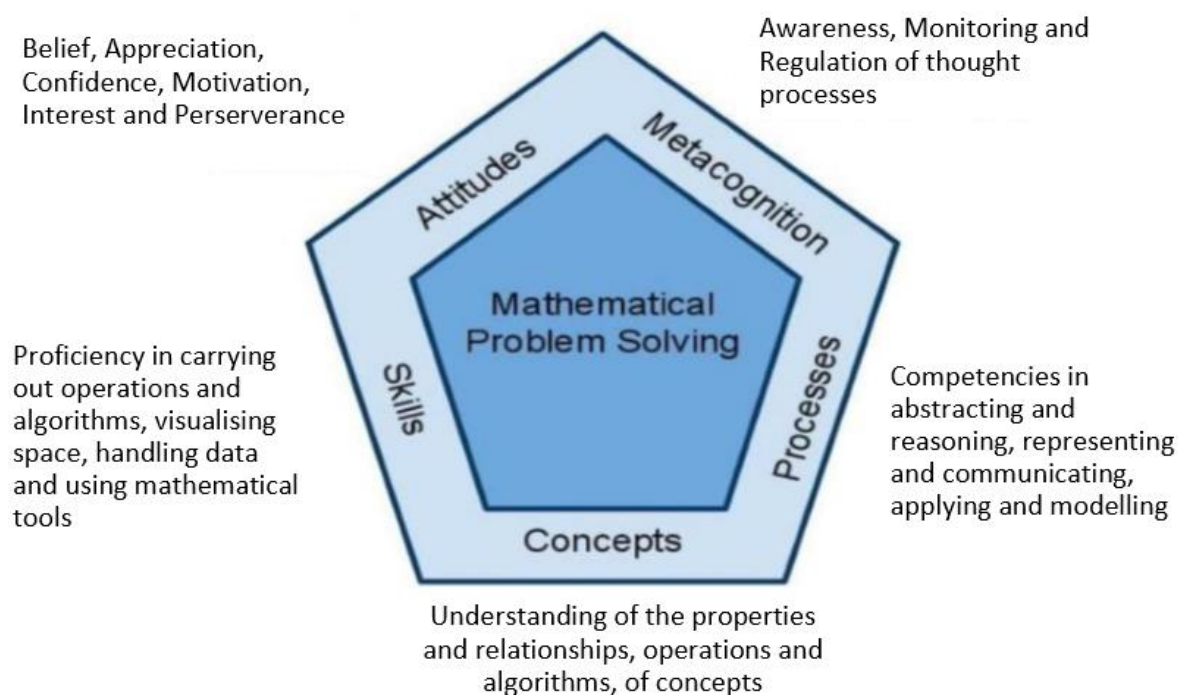 Belief, Appreciation,
Confidence, Motivation,
Interest and Perserverance
Awareness, Monitoring and
Regulation of thought
processes
Attitudes
Metacognition
Mathematical
Problem Solving
Skills
Processes
Concepts
Proficiency in carrying
out operations and
algorithms, visualising
space, handling data
and using mathematical
tools
Competencies in
abstracting and
reasoning, representing
and communicating,
applying and modelling
Understanding of the properties
and relationships, operations and
algorithms, of concepts